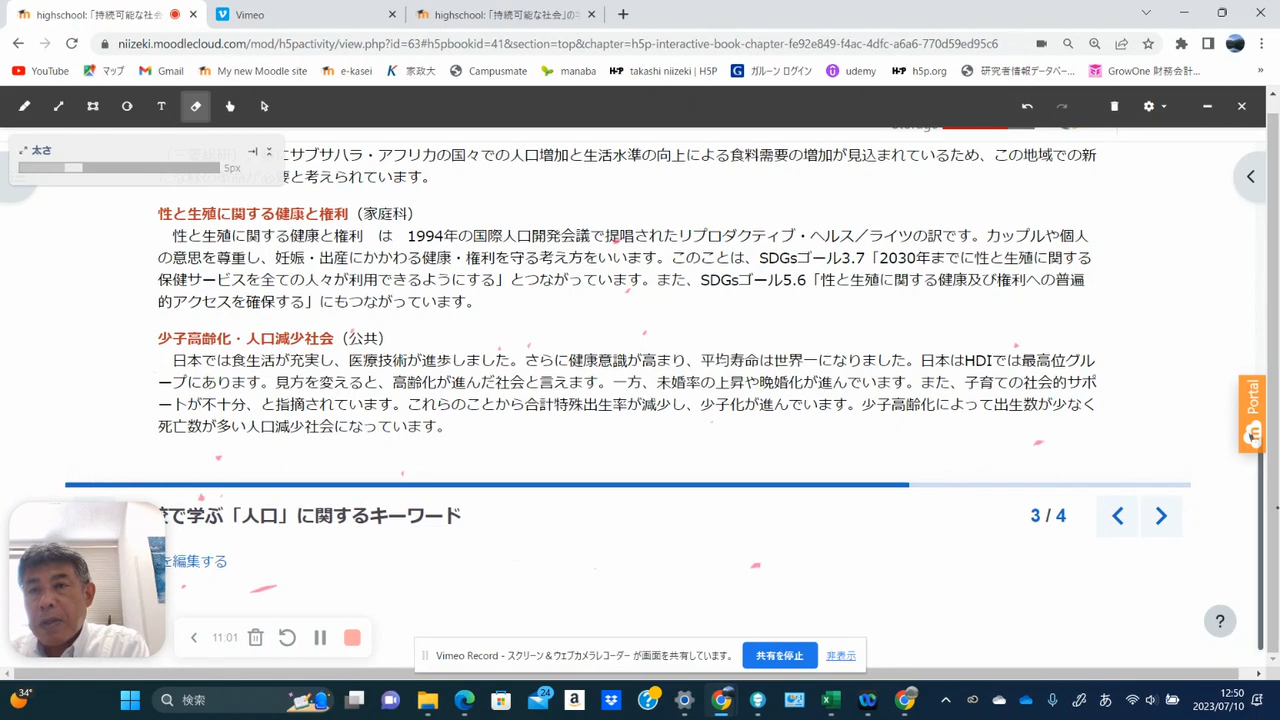 highschool: 「持続可能な社会
Vimeo
highschool: 「持続可能な社会」の
niizeki.moodlecloud.com/mod/h5pactivity/view.php?id=63#h5pbookid=41&section=top&chapter=h5p-interactive-book-chapter-fe92e849-f4ac-4dfc-a6a6-770d59ed95c6
YouTube マップ Gmail My new Moodle site e-kasei 家政大 Campusmate manaba takashi niizeki | H5P ガルーン ログイン udemy h5p.org 研究者情報データベー... GrowOne 財務会計...
太さ
5px
にサブサハラ・アフリカの国々での人口増加と生活水準の向上による食料需要の増加が見込まれているため、この地域での新
と考えられています。
性と生殖に関する健康と権利（家庭科）
性と生殖に関する健康と権利　は　1994年の国際人口開発会議で提唱されたリプロダクティブ・ヘルス／ライツの訳です。カップルや個人
の意思を尊重し、妊娠・出産にかかわる健康・権利を守る考え方をいいます。このことは、SDGsゴール3.7「2030年までに性と生殖に関する
保健サービスを全ての人々が利用できるようにする」とつながっています。また、SDGsゴール5.6「性と生殖に関する健康及び権利への普遍
的アクセスを確保する」にもつながっています。
少子高齢化・人口減少社会（公共）
日本では食生活が充実し、医療技術が進歩しました。さらに健康意識が高まり、平均寿命は世界一になりました。日本はHDIでは最高位グル
ープにあります。見方を変えると、高齢化が進んだ社会と言えます。一方、未婚率の上昇や晩婚化が進んでいます。また、子育ての社会的サポ
ートが不十分、と指摘されています。これらのことから合計特殊出生率が減少し、少子化が進んでいます。少子高齢化によって出生数が少なく
死亡数が多い人口減少社会になっています。
Portal
で学ぶ「人口」に関するキーワード
3 / 4
を編集する
11:01
?
Vimeo Record - スクリーン＆ウェブカメラレコーダー が画面を共有しています。
共有を停止
非表示
34°
検索
24
あ
12:50
2023/07/10